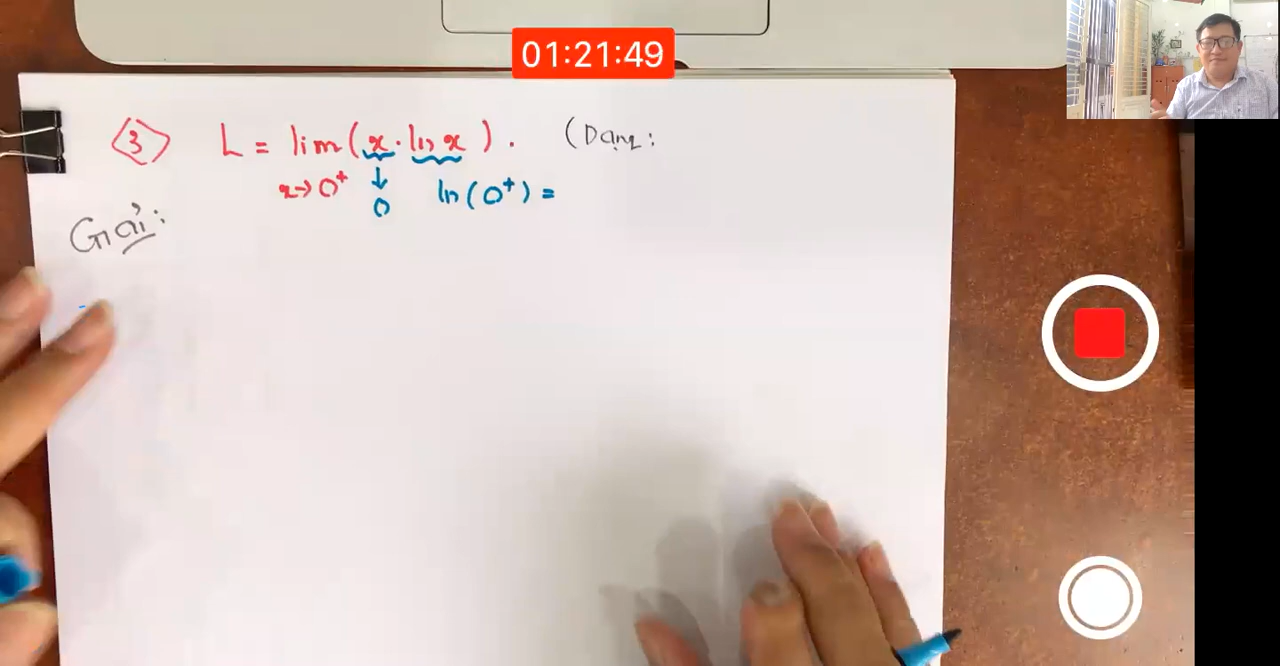 01:21:49
3 L = lim ( x . ln x ) . (Dạng:
x→0⁺ ↓ 0 ln(0⁺) =
Giải: